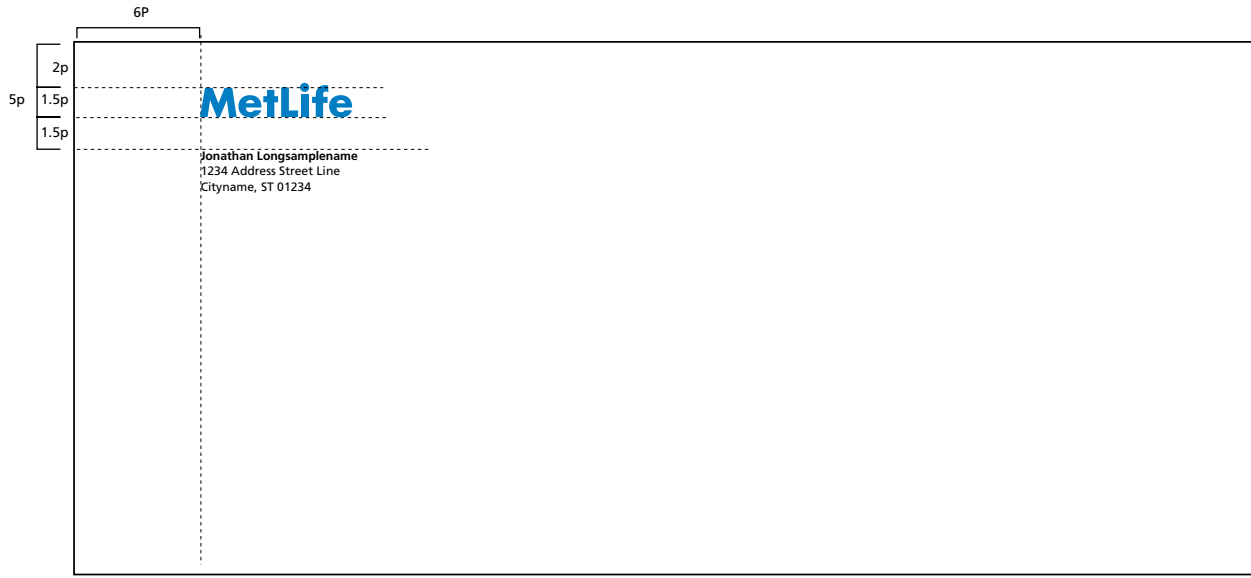 6P
2p
5p
1.5p
1.5p
MetLife
Jonathan Longsamplename
1234 Address Street Line
Cityname, ST 01234